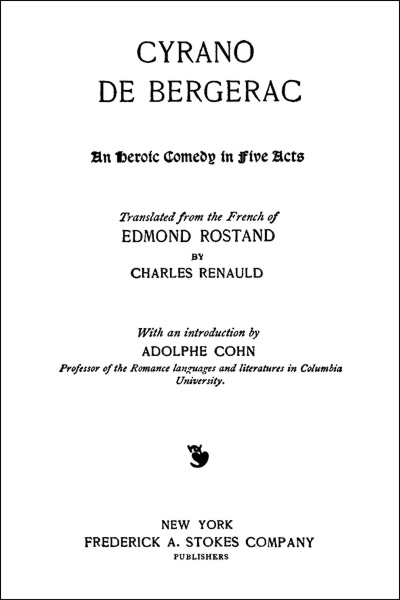 CYRANO
DE BERGERAC
An Heroic Comedy in Five Acts
Translated from the French of
EDMOND ROSTAND
BY
CHARLES RENAULD
With an introduction by
ADOLPHE COHN
Professor of the Romance languages and literatures in Columbia
University.
NEW YORK
FREDERICK A. STOKES COMPANY
PUBLISHERS